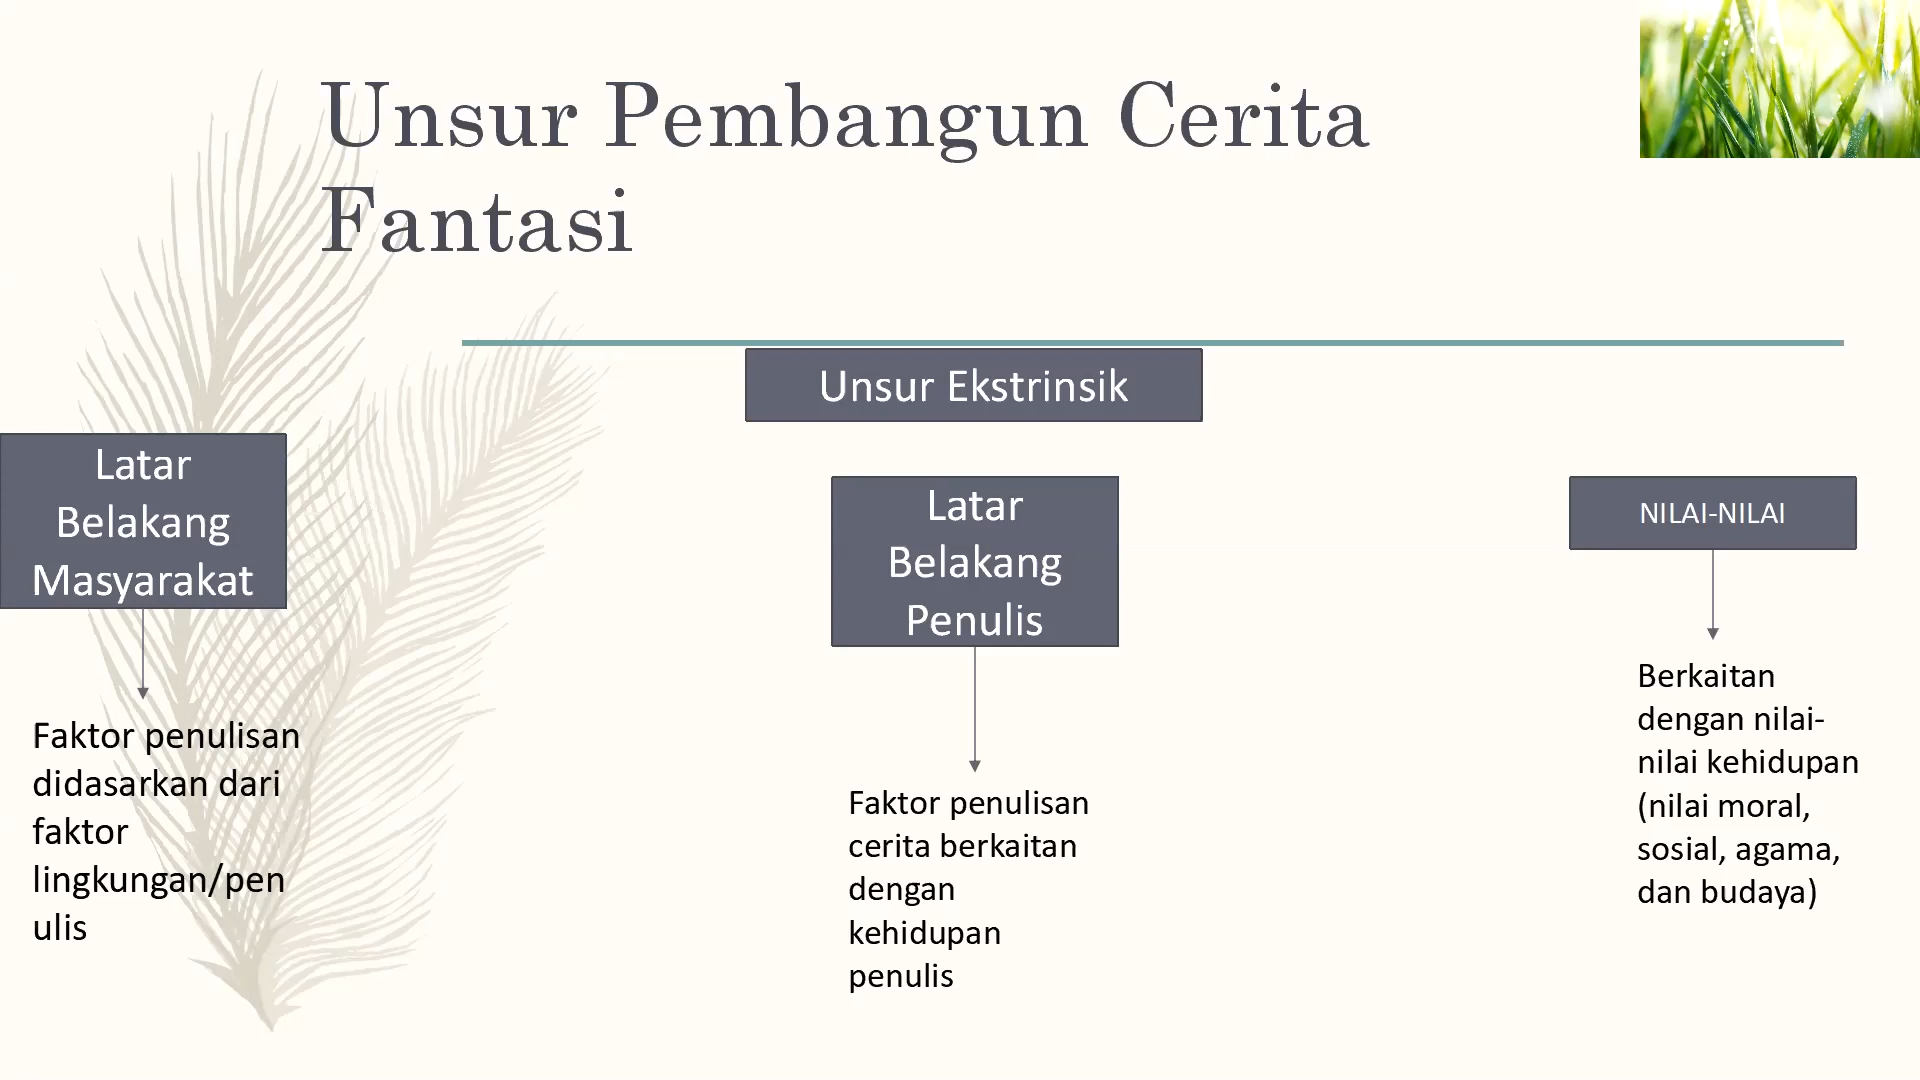 Unsur Pembangun Cerita
Fantasi
Unsur Ekstrinsik
Latar
Belakang
Masyarakat
Faktor penulisan
didasarkan dari
faktor
lingkungan/pen
ulis
Latar
Belakang
Penulis
Faktor penulisan
cerita berkaitan
dengan
kehidupan
penulis
NILAI-NILAI
Berkaitan
dengan nilai-
nilai kehidupan
(nilai moral,
sosial, agama,
dan budaya)